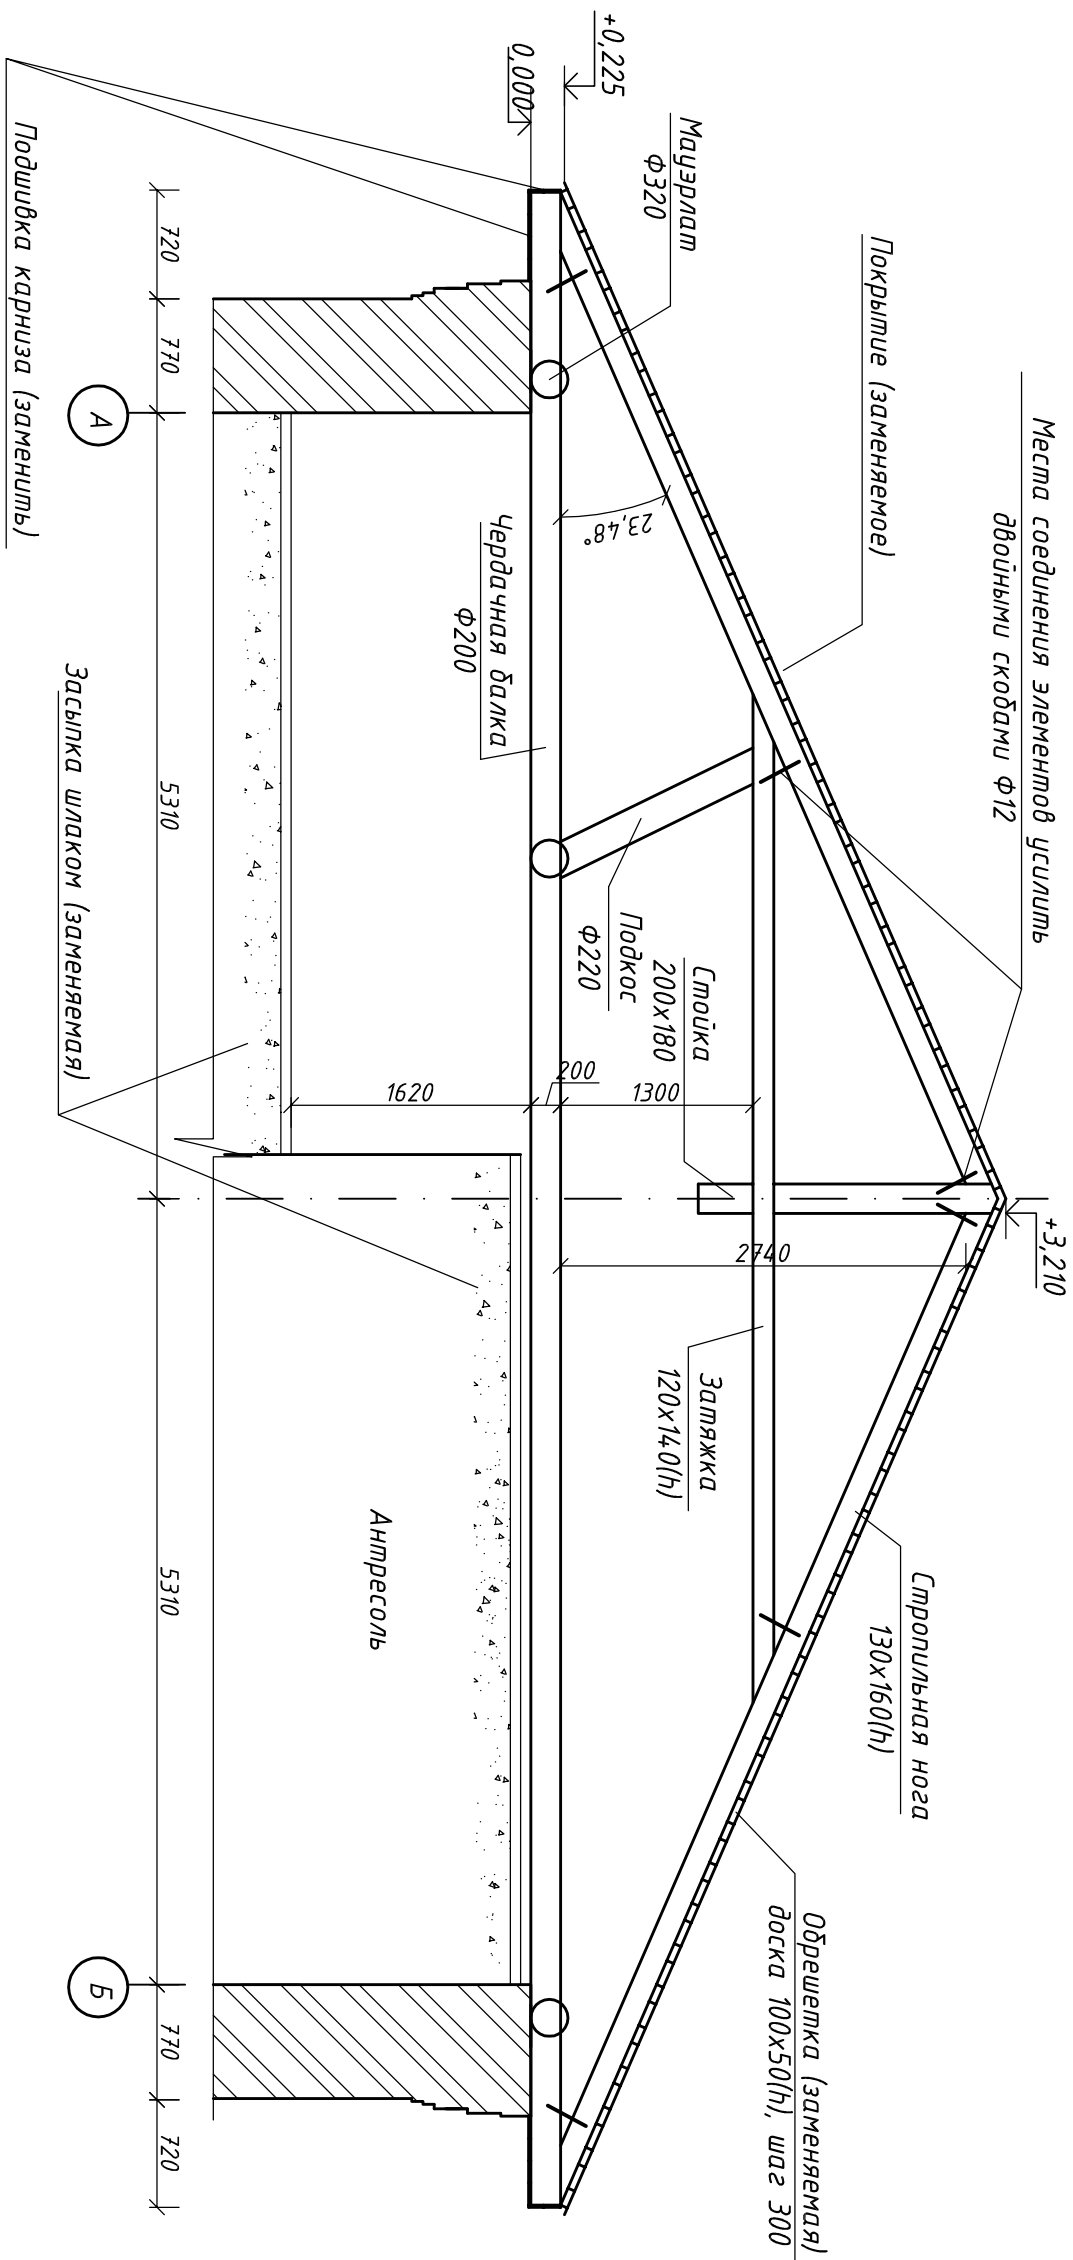 +0,225
0,000
Мауэрлат
Ф320
Покрытие (заменяемое)
Места соединения элементов усилить
двойными скобами Ф12
+3,210
23,48°
Чердачная балка
Ф200
Подкос
Ф220
Стойка
200х180
1620
200
1300
2740
Затяжка
120х140(h)
Стропильная нога
130х160(h)
Обрешетка (заменяемая)
доска 100х50(h), шаг 300
Антресоль
Засыпка шлаком (заменяемая)
Подшивка карниза (заменить)
720
770
5310
5310
770
720
А
Б